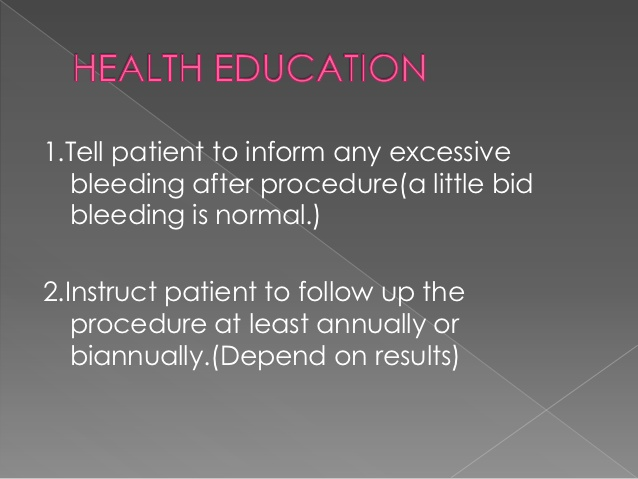 HEALTH EDUCATION
1.Tell patient to inform any excessive
bleeding after procedure(a little bid
bleeding is normal.)
2.Instruct patient to follow up the
procedure at least annually or
biannually.(Depend on results)